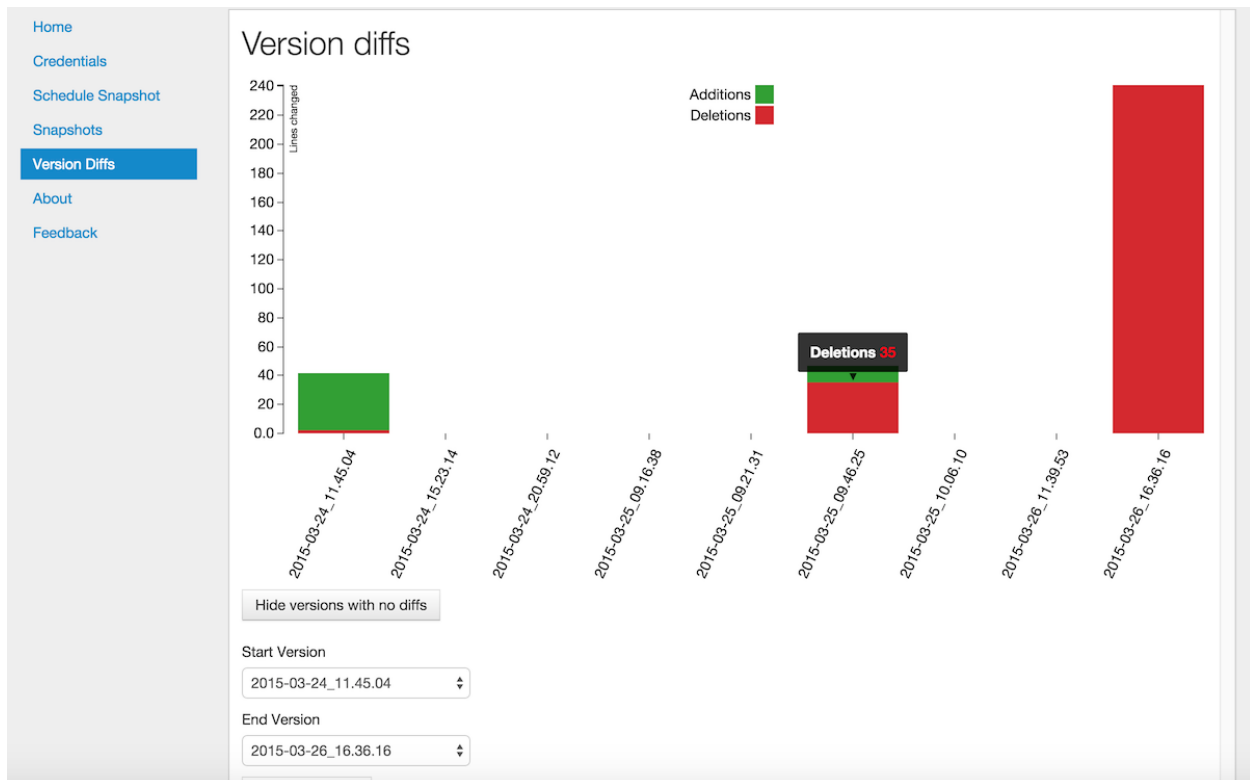 Home
Credentials
Schedule Snapshot
Snapshots
Version Diffs
About
Feedback
Version diffs
240
220
200
180
160
140
120
100
80
60
40
20
0.0
Lines changed
Additions
Deletions
Deletions 35
2015-03-24_11.45.04
2015-03-24_15.23.14
2015-03-24_20.59.12
2015-03-25_09.16.38
2015-03-25_09.21.31
2015-03-25_09.46.25
2015-03-25_10.06.10
2015-03-26_11.39.53
2015-03-26_16.36.16
Hide versions with no diffs
Start Version
2015-03-24_11.45.04
End Version
2015-03-26_16.36.16